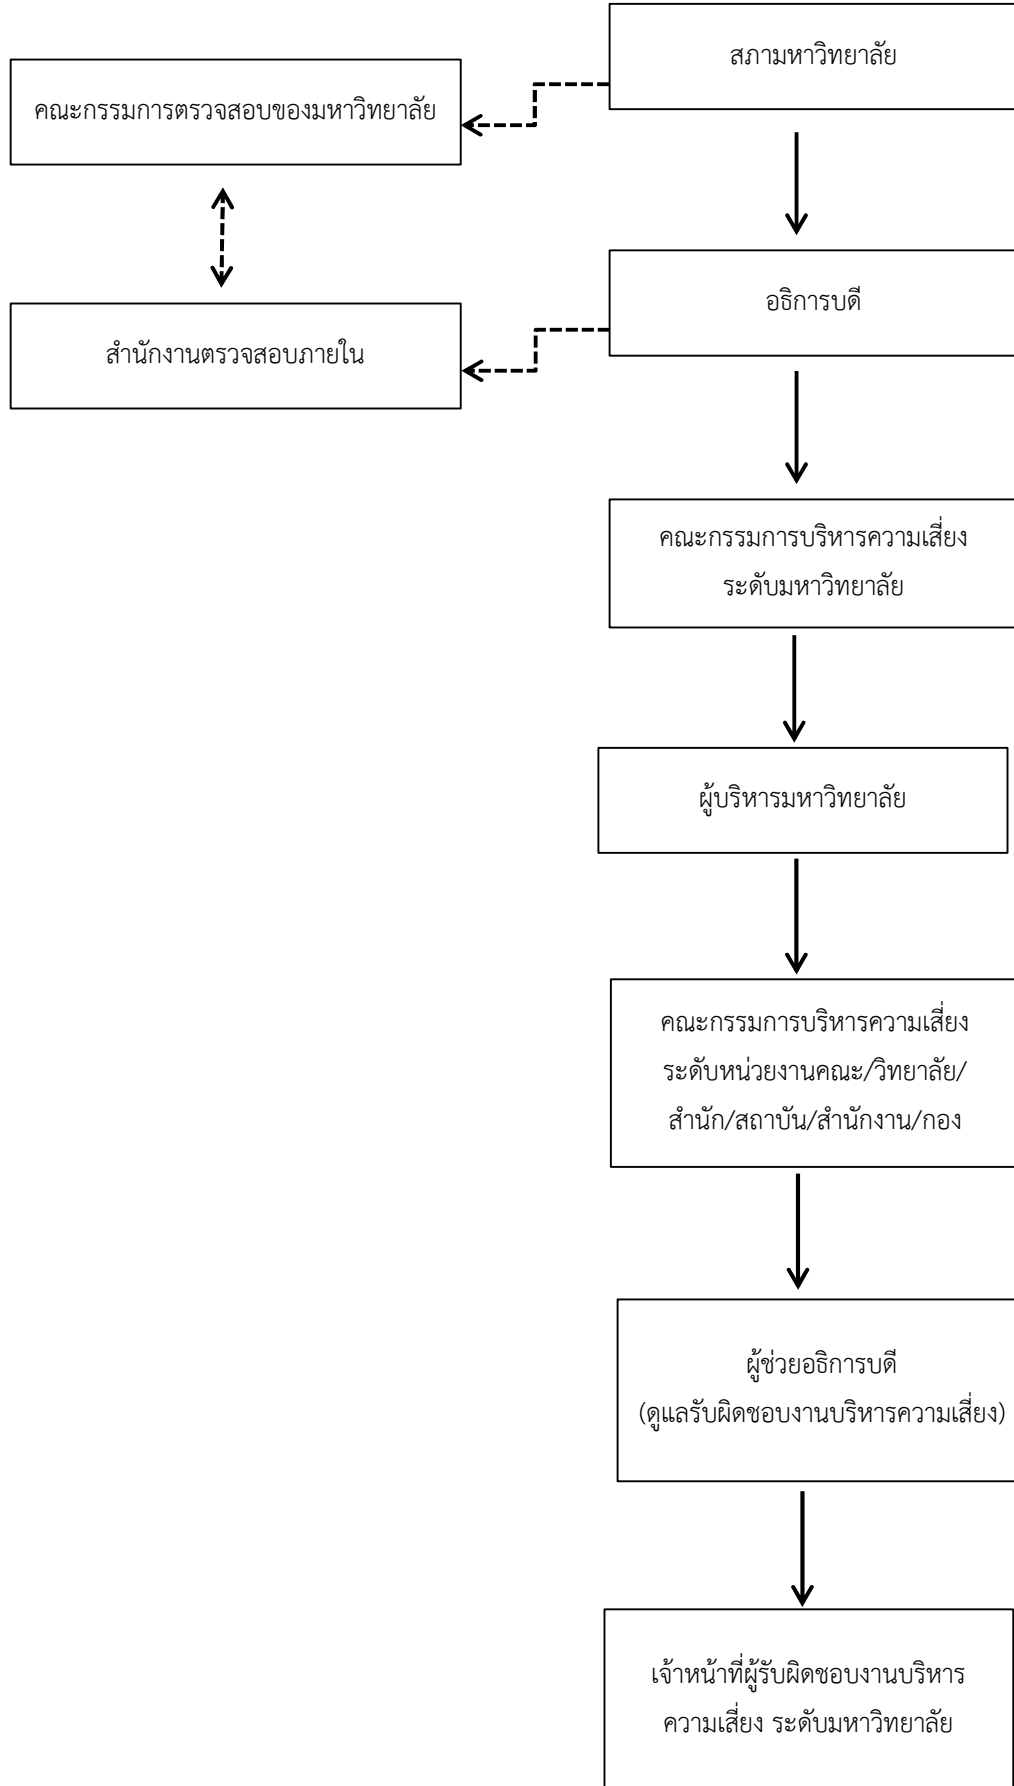 สภามหาวิทยาลัย
คณะกรรมการตรวจสอบของมหาวิทยาลัย
อธิการบดี
สำนักงานตรวจสอบภายใน
คณะกรรมการบริหารความเสี่ยง
ระดับมหาวิทยาลัย
ผู้บริหารมหาวิทยาลัย
คณะกรรมการบริหารความเสี่ยง
ระดับหน่วยงานคณะ/วิทยาลัย/
สำนัก/สถาบัน/สำนักงาน/กอง
ผู้ช่วยอธิการบดี
(ดูแลรับผิดชอบงานบริหารความเสี่ยง)
เจ้าหน้าที่ผู้รับผิดชอบงานบริหาร
ความเสี่ยง ระดับมหาวิทยาลัย